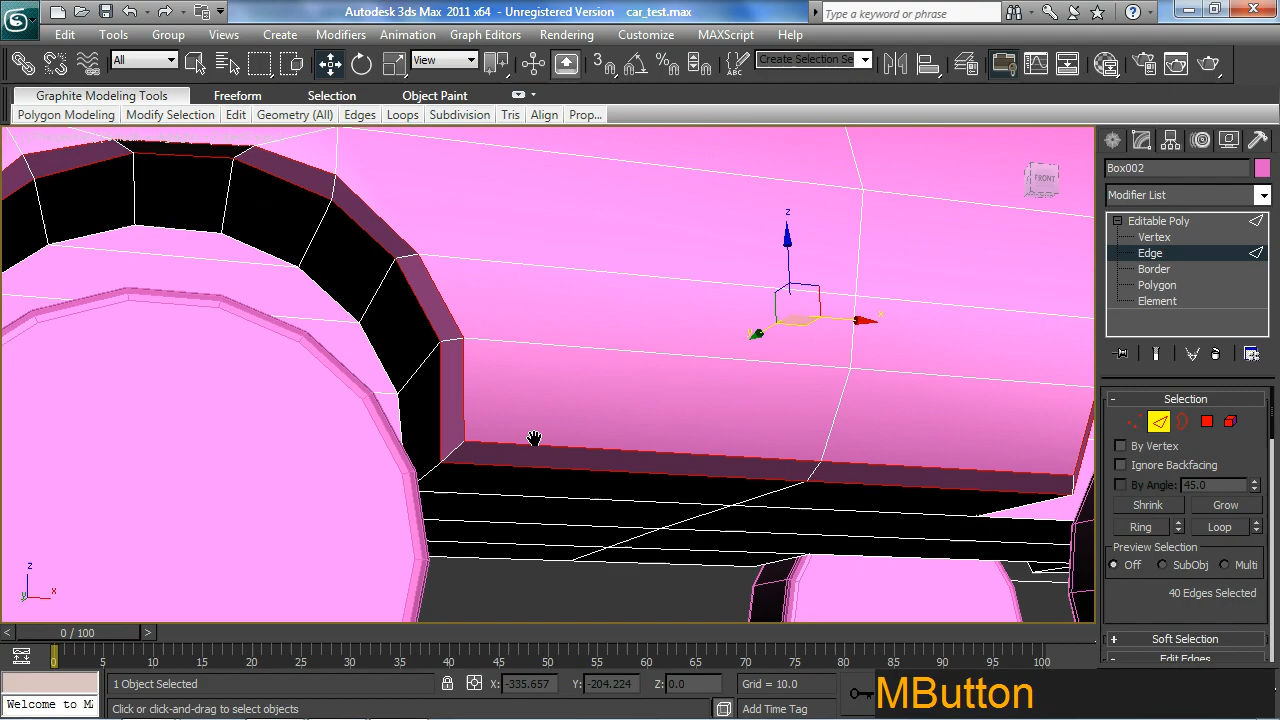 Autodesk 3ds Max 2011 x64 - Unregistered Version car_test.max
Type a keyword or phrase
Edit Tools Group Views Create Modifiers Animation Graph Editors Rendering Customize MAXScript Help
All View Create Selection Se
Graphite Modeling Tools Freeform Selection Object Paint
Polygon Modeling Modify Selection Edit Geometry (All) Edges Loops Subdivision Tris Align Prop...
FRONT
z
x
y
z
x
y
Box002
Modifier List
Editable Poly
Vertex
Edge
Border
Polygon
Element
- Selection
By Vertex
Ignore Backfacing
By Angle: 45.0
Shrink Grow
Ring Loop
Preview Selection
Off SubObj Multi
40 Edges Selected
+ Soft Selection
- Edit Edges
< 0 / 100 >
0 5 10 15 20 25 30 35 40 45 50 55 60 65 70 75 80 85 90 95 100
1 Object Selected X: -335.657 Y: -204.224 Z: 0.0 Grid = 10.0
Welcome to M
Click or click-and-drag to select objects Add Time Tag
MButton